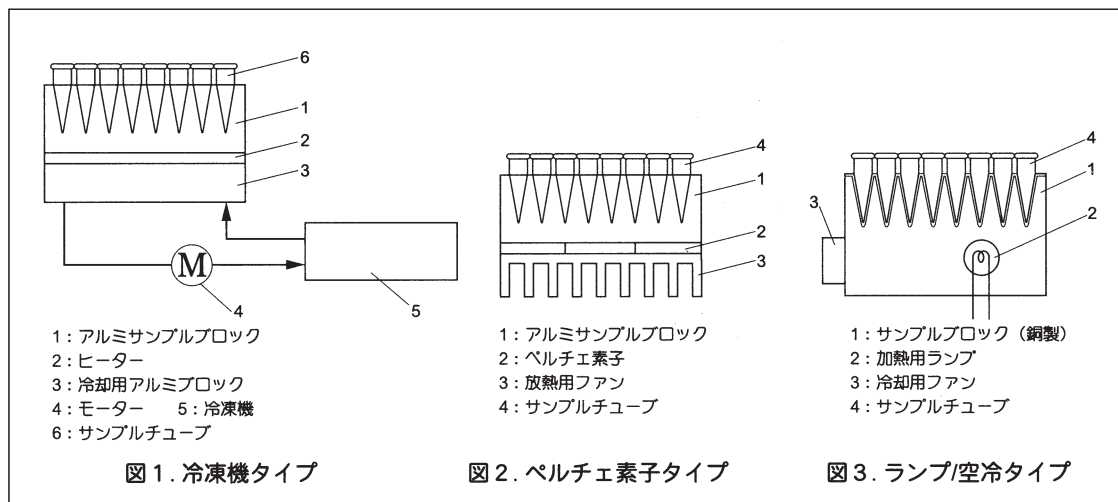 6
1
2
3
M
4
5
1：アルミサンプルブロック
2：ヒーター
3：冷却用アルミブロック
4：モーター　5：冷凍機
6：サンプルチューブ
図1.冷凍機タイプ
4
1
2
3
1：アルミサンプルブロック
2：ペルチェ素子
3：放熱用ファン
4：サンプルチューブ
図2.ペルチェ素子タイプ
4
1
3
2
1：サンプルブロック（銅製）
2：加熱用ランプ
3：冷却用ファン
4：サンプルチューブ
図3.ランプ/空冷タイプ